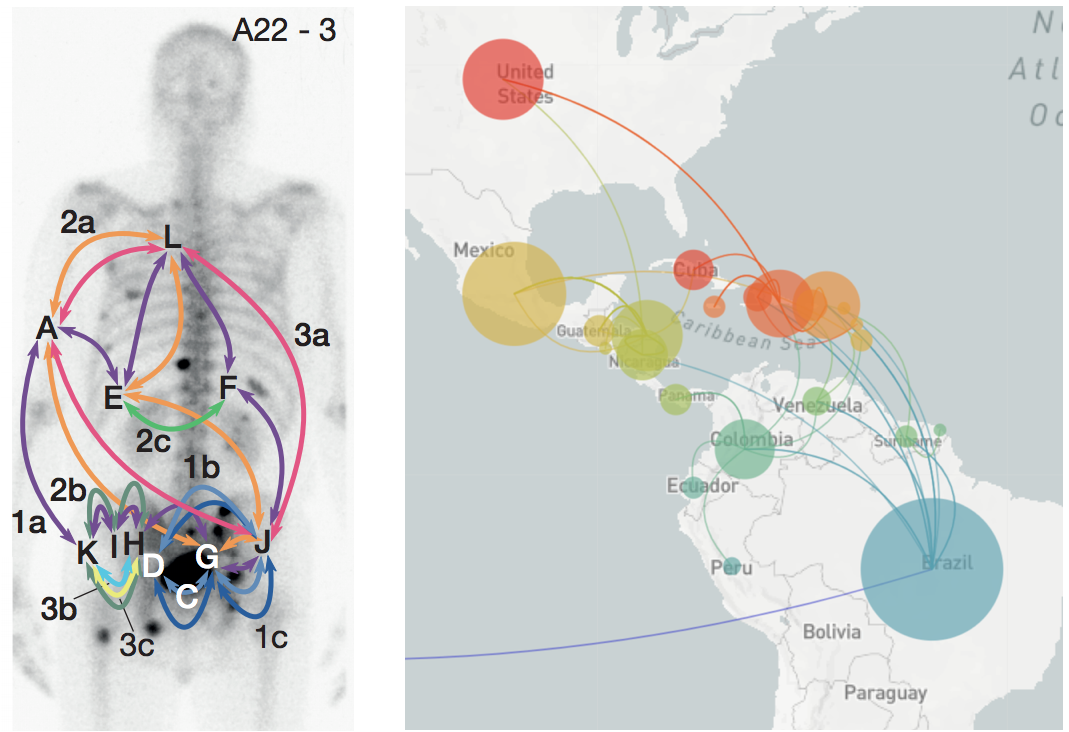 A22 - 3
2a
L
A
3a
E
F
2c
1b
2b
1a
K
I
H
D
G
J
C
3b
3c
1c
United
States
Atl
Mexico
Cuba
Guatemala
Caribbean Sea
Nicaragua
Panama
Venezuela
Colombia
Suriname
Ecuador
Peru
Brazil
Bolivia
Paraguay